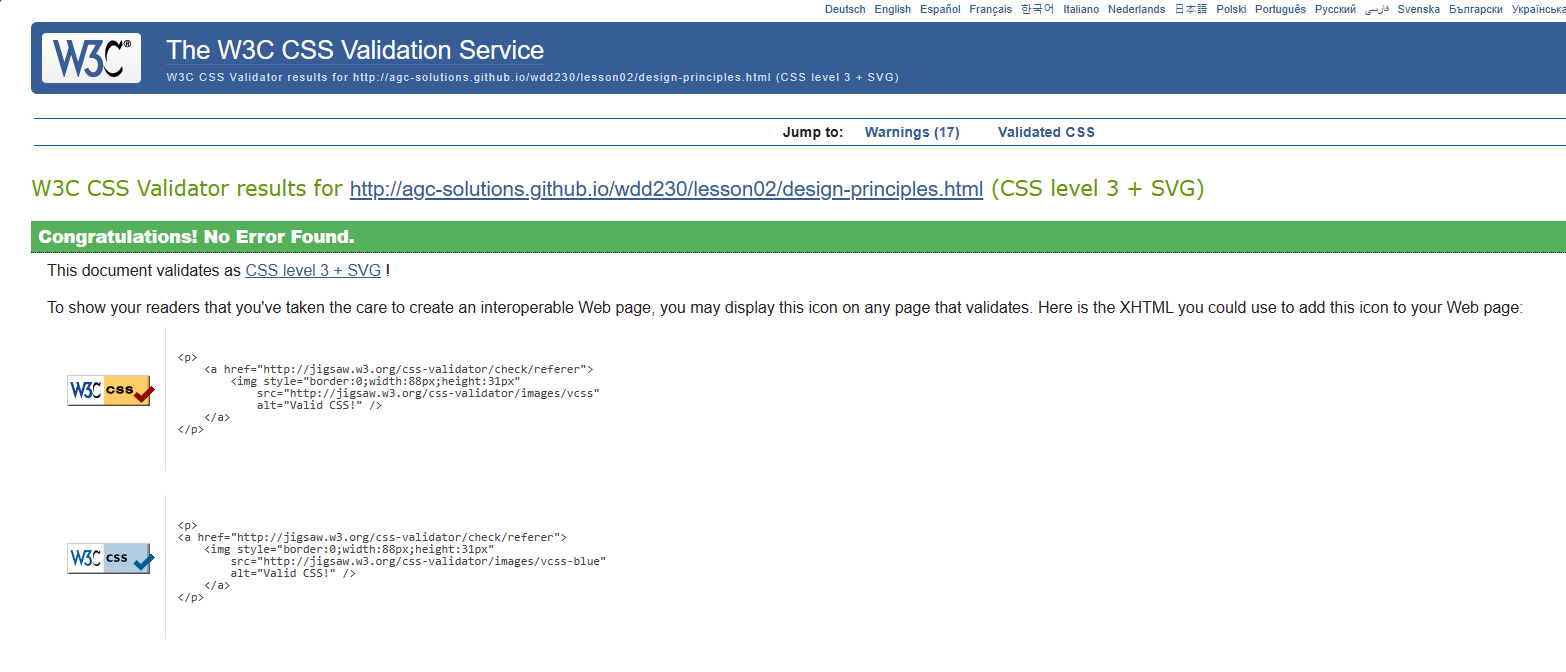 Deutsch English Español Français 한국어 Italiano Nederlands 日本語 Polski Português Русский فارسی Svenska Български Українська
W3C®
The W3C CSS Validation Service
W3C CSS Validator results for http://agc-solutions.github.io/wdd230/lesson02/design-principles.html (CSS level 3 + SVG)
Jump to: Warnings (17) Validated CSS
W3C CSS Validator results for http://agc-solutions.github.io/wdd230/lesson02/design-principles.html (CSS level 3 + SVG)
Congratulations! No Error Found.
This document validates as CSS level 3 + SVG !
To show your readers that you've taken the care to create an interoperable Web page, you may display this icon on any page that validates. Here is the XHTML you could use to add this icon to your Web page:
W3C css
<p>
<a href="http://jigsaw.w3.org/css-validator/check/referer">
<img style="border:0;width:88px;height:31px"
src="http://jigsaw.w3.org/css-validator/images/vcss"
alt="Valid CSS!" />
</a>
</p>
W3C css
<p>
<a href="http://jigsaw.w3.org/css-validator/check/referer">
<img style="border:0;width:88px;height:31px"
src="http://jigsaw.w3.org/css-validator/images/vcss-blue"
alt="Valid CSS!" />
</a>
</p>